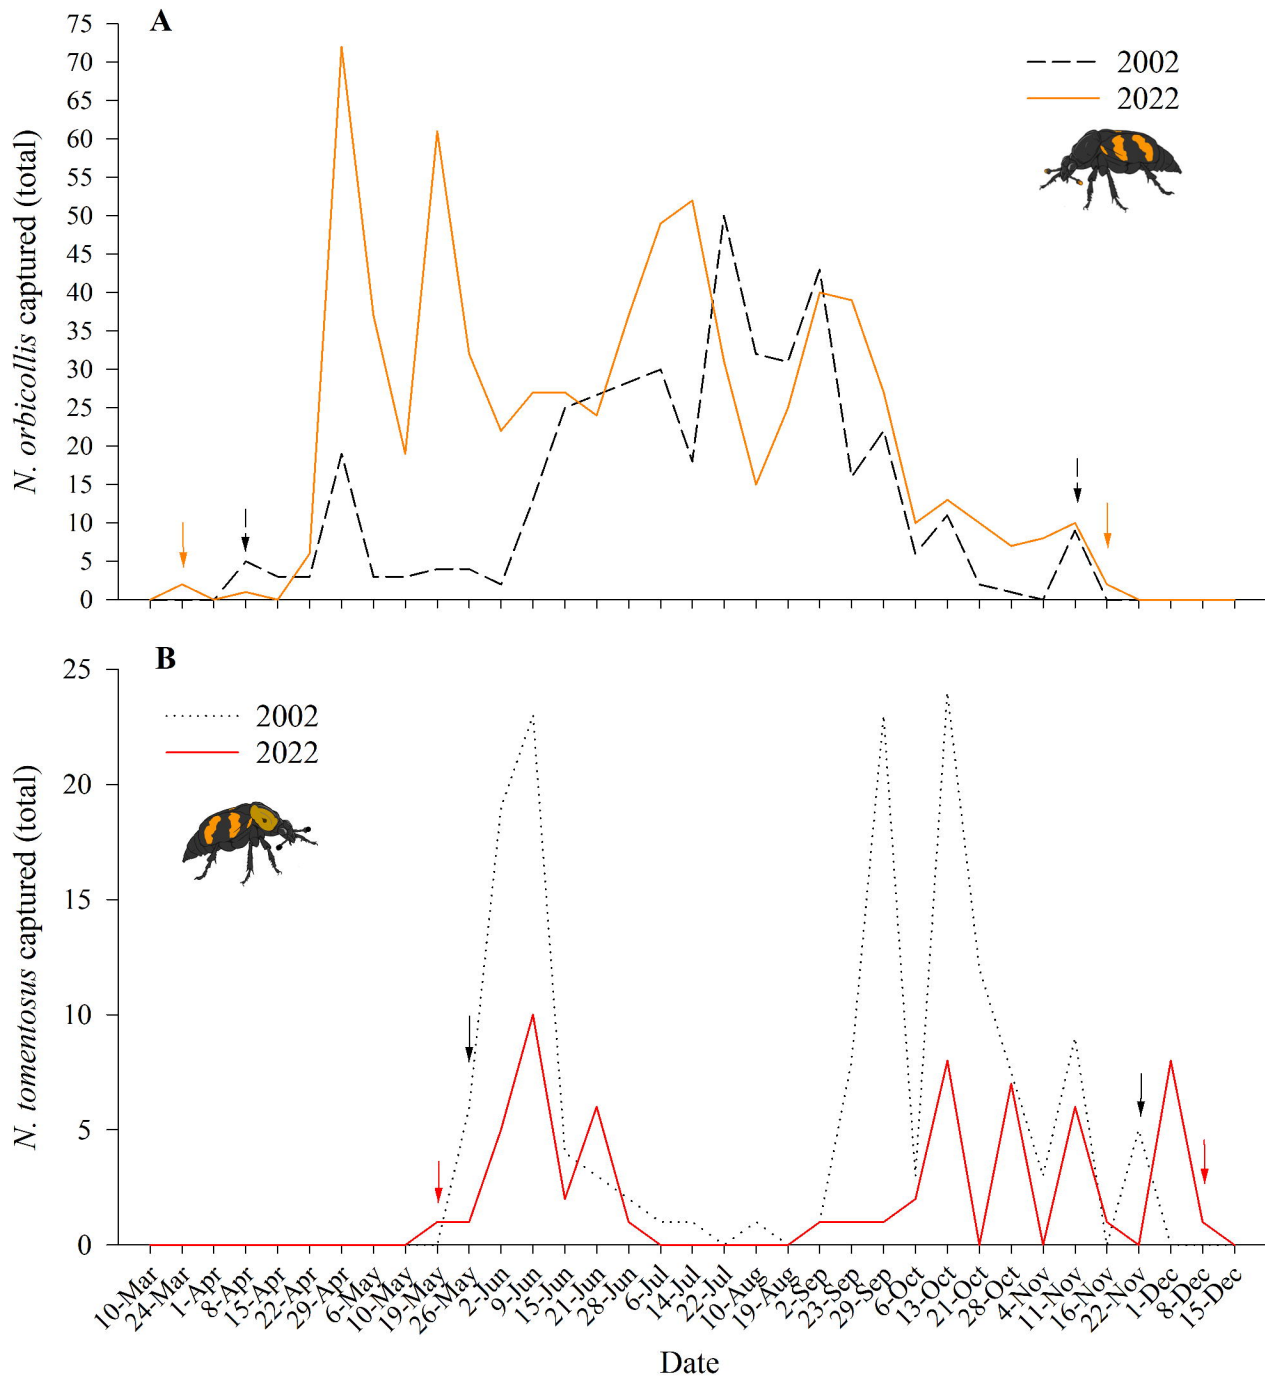 A
75
70
65
60
55
50
45
40
35
30
25
20
15
10
5
0
N. orbicollis captured (total)
2002
2022
B
25
20
15
10
5
0
N. tomentosus captured (total)
2002
2022
10-Mar
24-Mar
1-Apr
8-Apr
15-Apr
22-Apr
29-Apr
6-May
10-May
19-May
26-May
2-Jun
9-Jun
15-Jun
21-Jun
28-Jun
6-Jul
14-Jul
22-Jul
10-Aug
19-Aug
2-Sep
23-Sep
29-Sep
6-Oct
13-Oct
21-Oct
28-Oct
4-Nov
11-Nov
16-Nov
22-Nov
1-Dec
8-Dec
15-Dec
Date